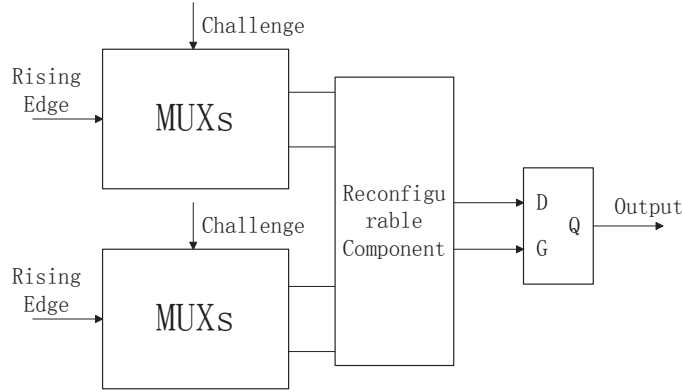 Challenge
Rising
Edge
MUXs
Reconfigu
rable
Component
D
G
Q
Output
Challenge
Rising
Edge
MUXs